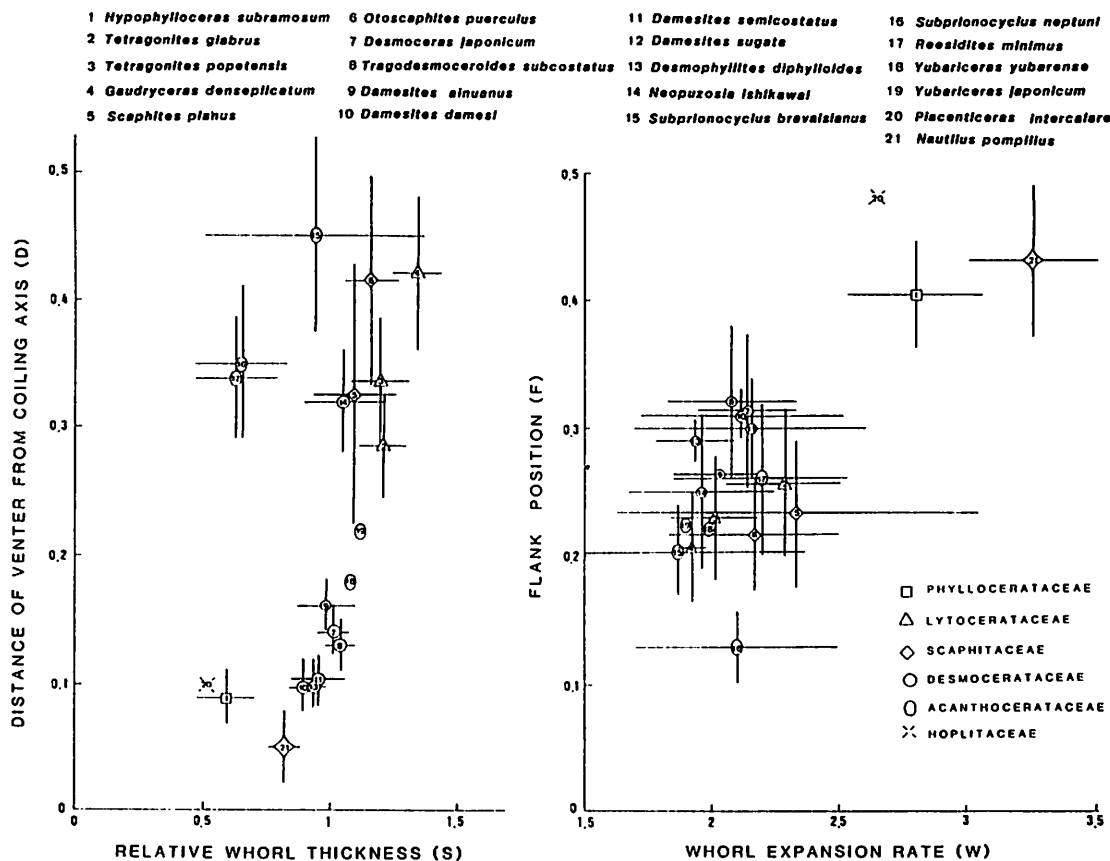 1 Hypophylloceras subramosum
2 Tetragonites glabrus
3 Tetragonites popetensis
4 Gaudryceras denseplicatum
5 Scaphites planus
6 Otoscaphites puerculus
7 Desmoceras japonicum
8 Tragodesmoceroides subcostatus
9 Damesites ainuanus
10 Damesites damesi
11 Damesites semicostatus
12 Damesites sugata
13 Desmophyllites diphylloides
14 Neopuzosia ishikawai
15 Subprionocyclus bravaisianus
16 Subprionocyclus neptuni
17 Reesidites minimus
18 Yubariceras yubarense
19 Yubariceras japonicum
20 Placenticeras intercalare
21 Nautilus pompilius
DISTANCE OF VENTER FROM COILING AXIS (D)
0.5
0.4
0.3
0.2
0.1
0
0.5
1
1.5
RELATIVE WHORL THICKNESS (S)
FLANK POSITION (F)
0.5
0.4
0.3
0.2
0.1
0
1.5
2
2.5
3
3.5
WHORL EXPANSION RATE (W)
PHYLLOCERATACEAE
LYTOCERATACEAE
SCAPHITACEAE
DESMOCERATACEAE
ACANTHOCERATACEAE
HOPLITACEAE